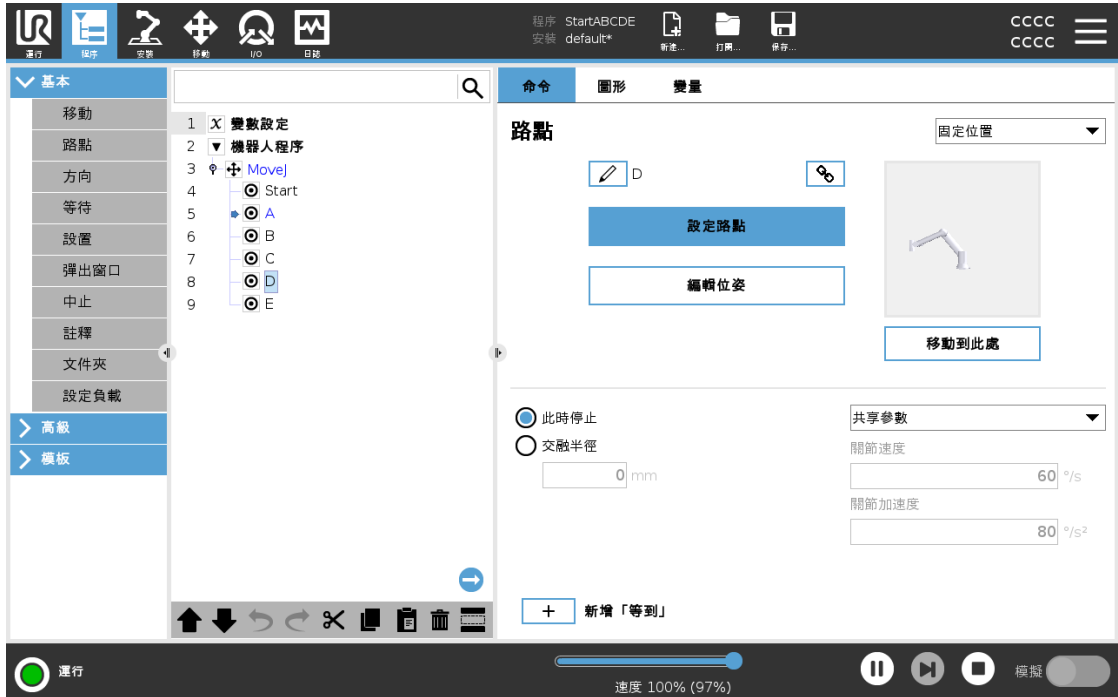 UR
運行
程序
安裝
移動
I/O
日誌
程序 StartABCDE
安裝 default*
新建...
打開...
保存...
CCCC
CCCC
基本
移動
路點
方向
等待
設置
彈出窗口
中止
註釋
文件夾
設定負載
高級
模板
1 X 變數設定
2 ▼ 機器人程序
3 MoveJ
4 Start
5 A
6 B
7 C
8 D
9 E
命令 圖形 變量
路點
固定位置
D
設定路點
編輯位姿
移動到此處
此時停止
交融半徑
0 mm
共享參數
關節速度
60 °/s
關節加速度
80 °/s²
+ 新增「等到」
運行
速度 100% (97%)
模擬